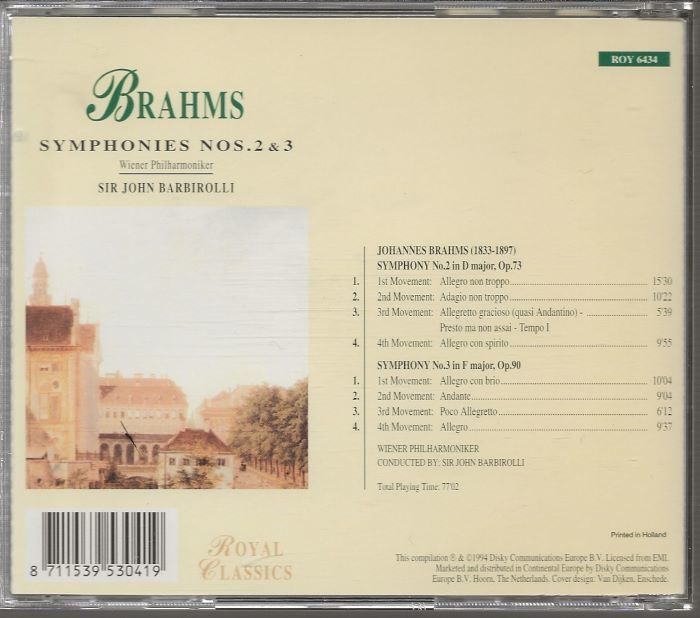 ROY 6434
BRAHMS
SYMPHONIES NOS.2 & 3
Wiener Philharmoniker
SIR JOHN BARBIROLLI
JOHANNES BRAHMS (1833-1897)
SYMPHONY No.2 in D major, Op.73
1. 1st Movement: Allegro non troppo 15'30
2. 2nd Movement: Adagio non troppo 10'22
3. 3rd Movement: Allegretto gracioso (quasi Andantino) - 5'39
Presto ma non assai - Tempo I
4. 4th Movement: Allegro con spirito 9'55
SYMPHONY No.3 in F major, Op.90
1. 1st Movement: Allegro con brio 10'04
2. 2nd Movement: Andante 9'04
3. 3rd Movement: Poco Allegretto 6'12
4. 4th Movement: Allegro 9'37
WIENER PHILHARMONIKER
CONDUCTED BY: SIR JOHN BARBIROLLI
Total Playing Time: 77'02
Printed in Holland
8 711539 530419
ROYAL
CLASSICS
This compilation ℗ & ©1994 Disky Communications Europe B.V. Licensed from EMI.
Marketed and distributed in Continental Europe by Disky Communications
Europe B.V. Hoorn, The Netherlands. Cover design: Van Dijken, Enschede.